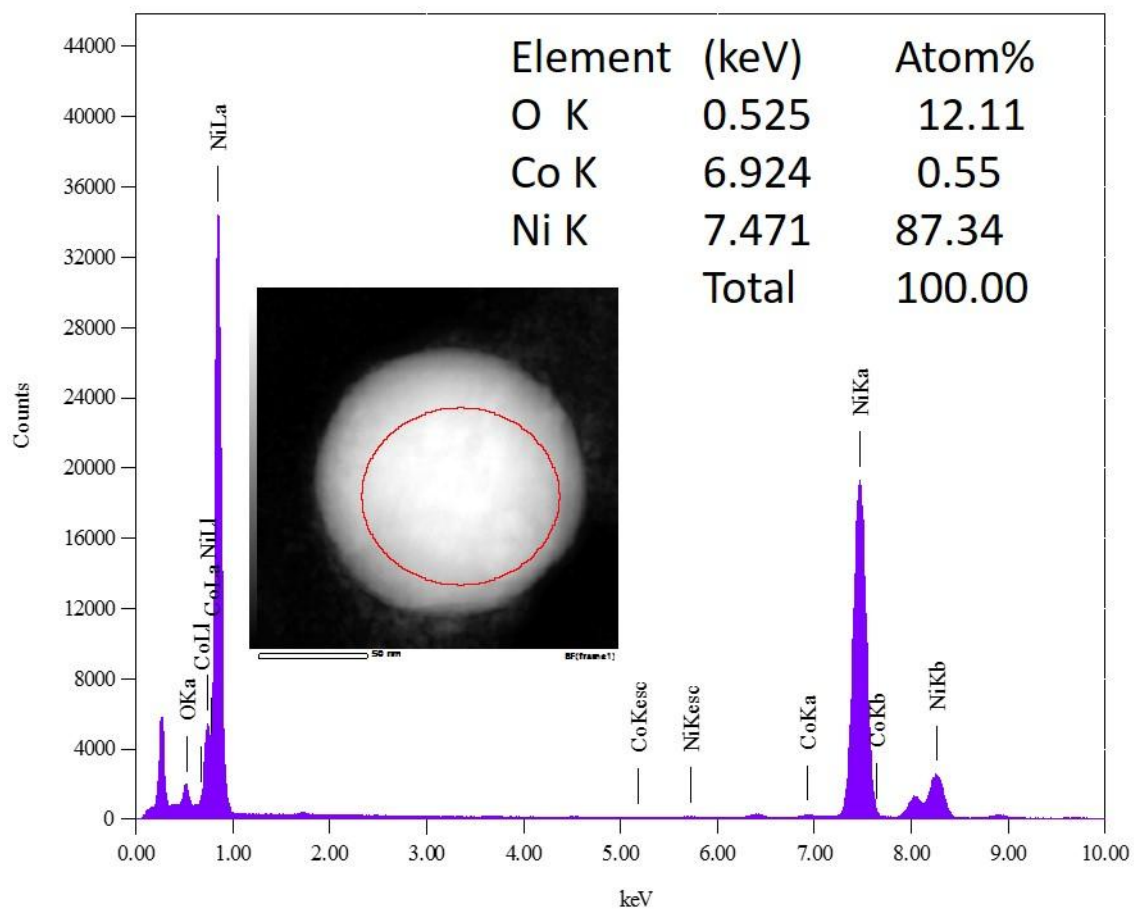 Element (keV) Atom%
O K 0.525 12.11
Co K 6.924 0.55
Ni K 7.471 87.34
Total 100.00
44000
40000
36000
32000
28000
24000
20000
16000
12000
8000
4000
0
Counts
OKa
CoLl
CoLa
NiLl
NiLa
CoKesc
NiKesc
CoKa
NiKa
CoKb
NiKb
50 nm
BF(frame1)
0.00 1.00 2.00 3.00 4.00 5.00 6.00 7.00 8.00 9.00 10.00
keV